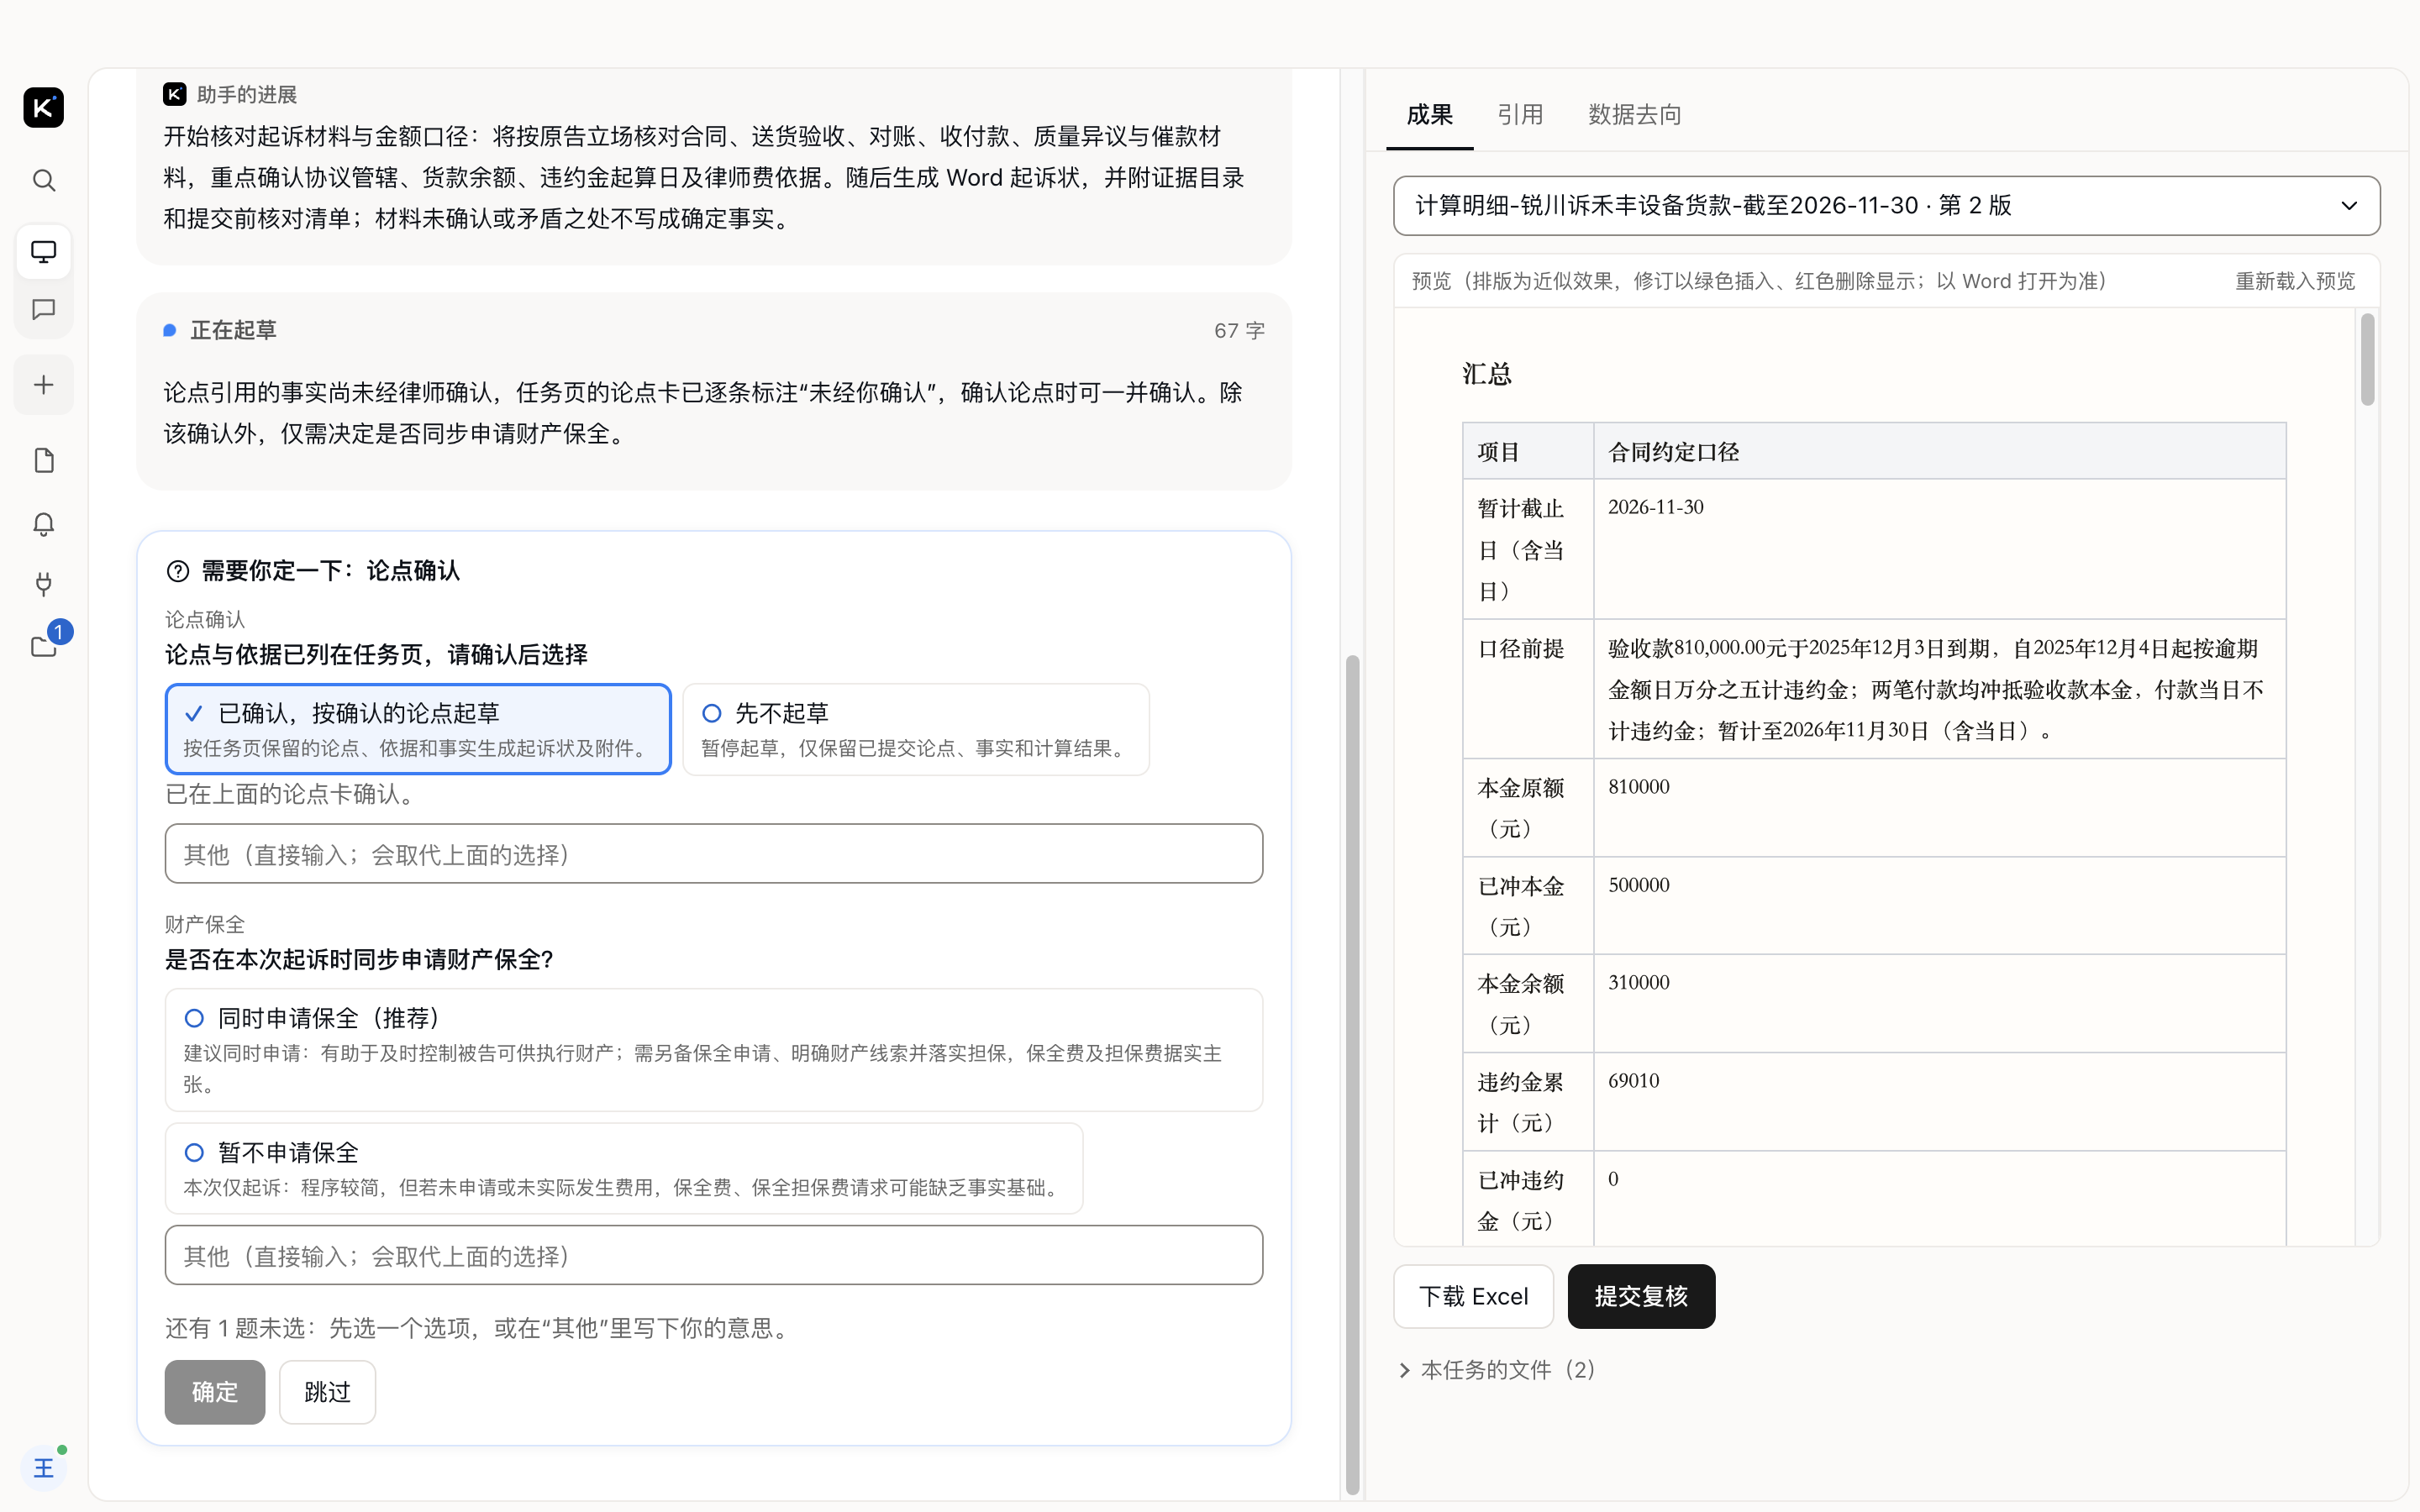 助手的进展
开始核对起诉材料与金额口径：将按原告立场核对合同、送货验收、对账、收付款、质量异议与催款材
料，重点确认协议管辖、货款余额、违约金起算日及律师费依据。随后生成 Word 起诉状，并附证据目录
和提交前核对清单；材料未确认或矛盾之处不写成确定事实。
正在起草
67 字
论点引用的事实尚未经律师确认，任务页的论点卡已逐条标注“未经你确认”，确认论点时可一并确认。除
该确认外，仅需决定是否同步申请财产保全。
需要你定一下：论点确认
论点确认
论点与依据已列在任务页，请确认后选择
已确认，按确认的论点起草
按任务页保留的论点、依据和事实生成起诉状及附件。
先不起草
暂停起草，仅保留已提交论点、事实和计算结果。
已在上面的论点卡确认。
其他（直接输入；会取代上面的选择）
财产保全
是否在本次起诉时同步申请财产保全？
同时申请保全（推荐）
建议同时申请：有助于及时控制被告可供执行财产；需另备保全申请、明确财产线索并落实担保，保全费及担保费据实主
张。
暂不申请保全
本次仅起诉：程序较简，但若未申请或未实际发生费用，保全费、保全担保费请求可能缺乏事实基础。
其他（直接输入；会取代上面的选择）
还有 1 题未选：先选一个选项，或在“其他”里写下你的意思。
确定
跳过
1
王
成果
引用
数据去向
计算明细-锐川诉禾丰设备货款-截至2026-11-30 · 第 2 版
预览（排版为近似效果，修订以绿色插入、红色删除显示；以 Word 打开为准）
重新载入预览
汇总
项目
合同约定口径
暂计截止
日（含当
日）
2026-11-30
口径前提
验收款810,000.00元于2025年12月3日到期，自2025年12月4日起按逾期
金额日万分之五计违约金；两笔付款均冲抵验收款本金，付款当日不
计违约金；暂计至2026年11月30日（含当日）。
本金原额
（元）
810000
已冲本金
（元）
500000
本金余额
（元）
310000
违约金累
计（元）
69010
已冲违约
金（元）
0
下载 Excel
提交复核
本任务的文件（2）